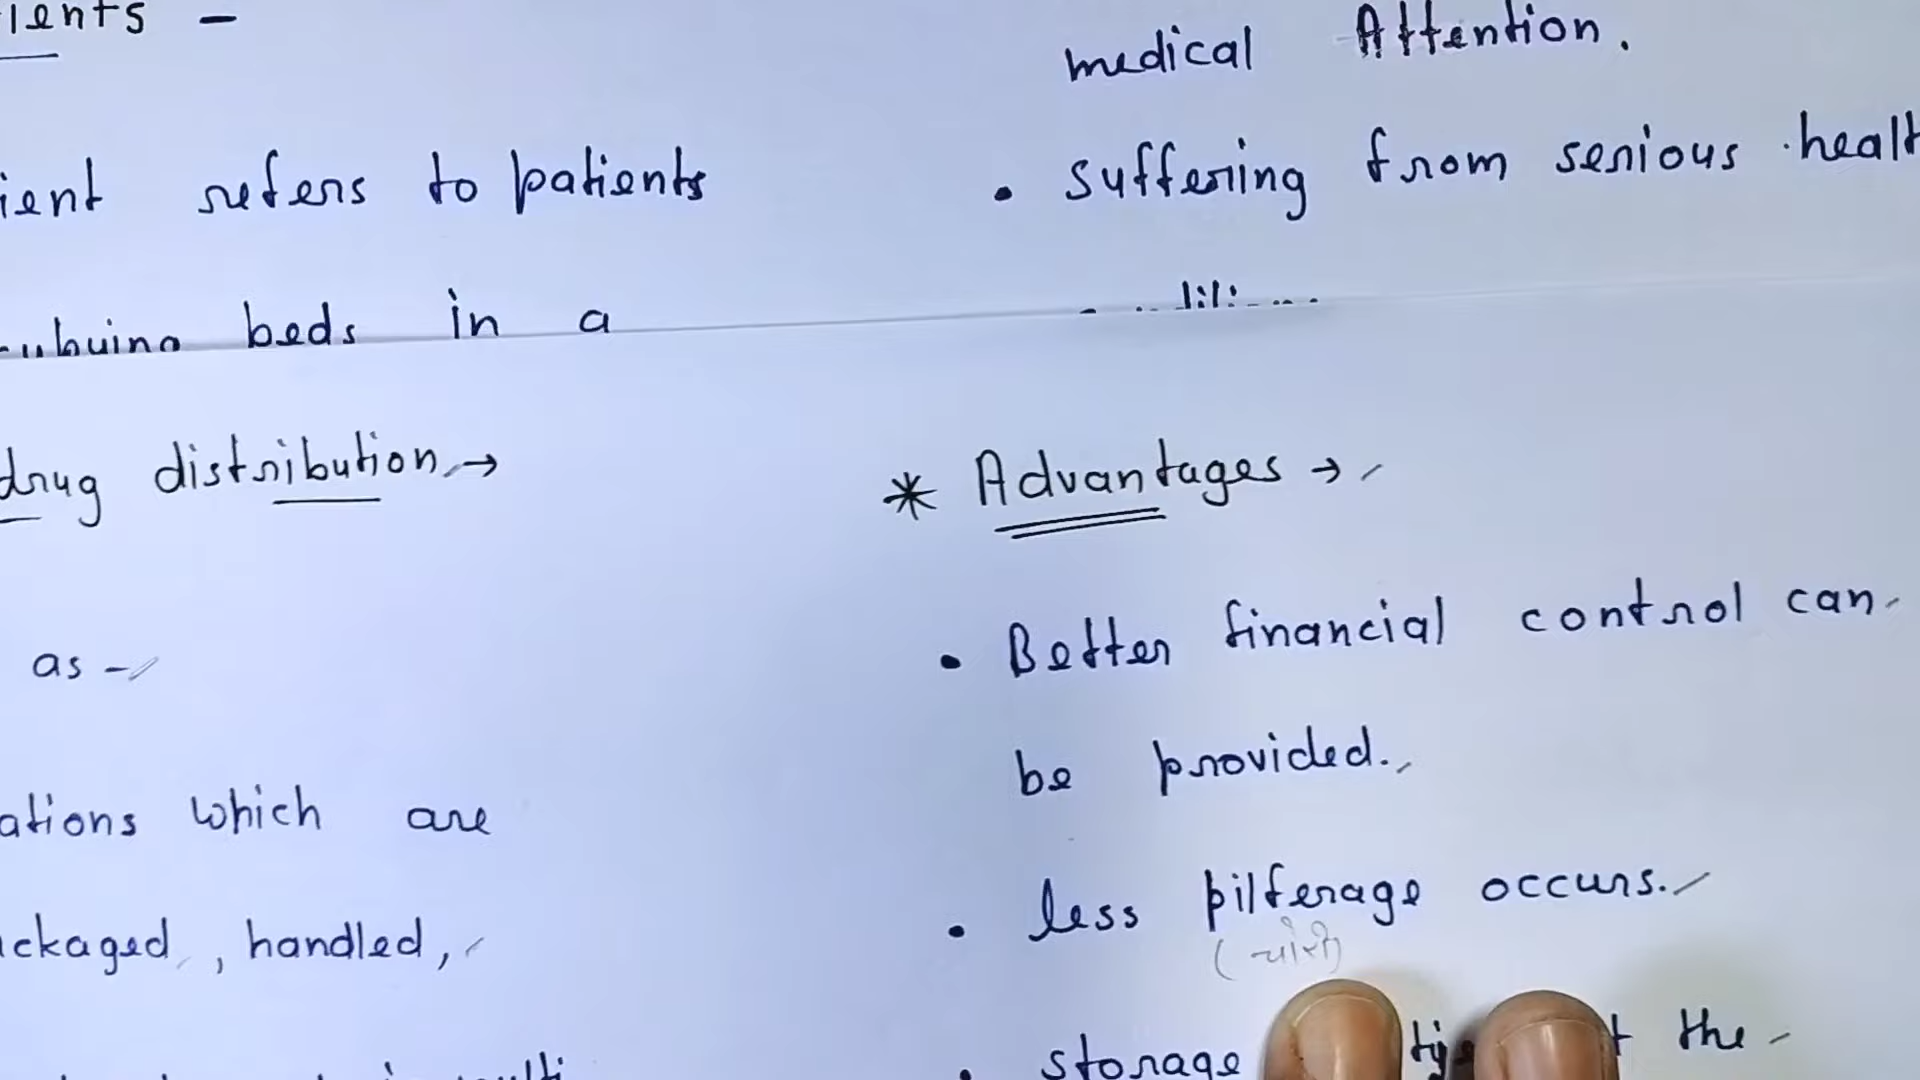 ients –
ient refers to patients
beds in a
medical Attention.
• suffering from serious healt
drug distribution →
as –
ations which are
ckaged, handled,
* Advantages →
• Better financial control can
be provided.
• less pilferage occurs.
(ચોરી)
• storage the